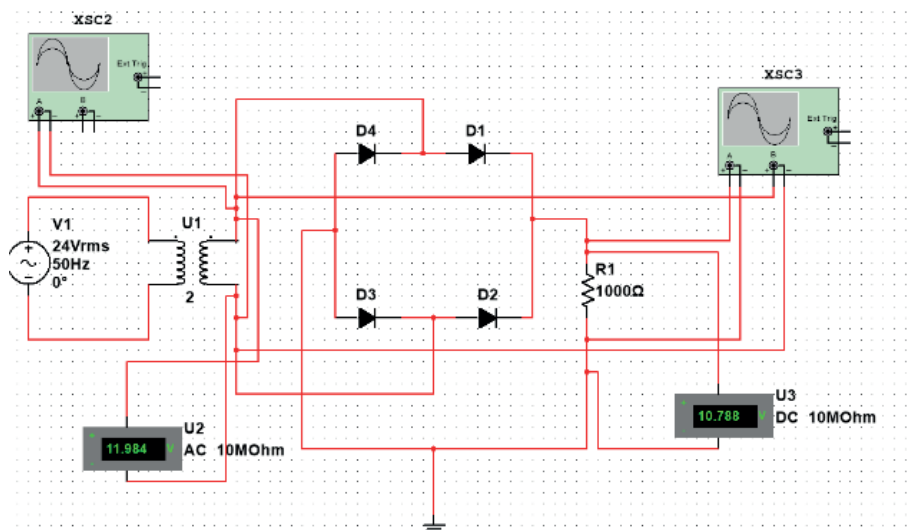 XSC2
Ext Trig
+
-
A
B
+ - + -
XSC3
Ext Trig
+
-
A
B
+ - + -
D4
D1
V1
24Vrms
50Hz
0°
U1
2
R1
1000Ω
D3
D2
U2
AC 10MOhm
+
11.984 V
-
U3
DC 10MOhm
+
10.788 V
-